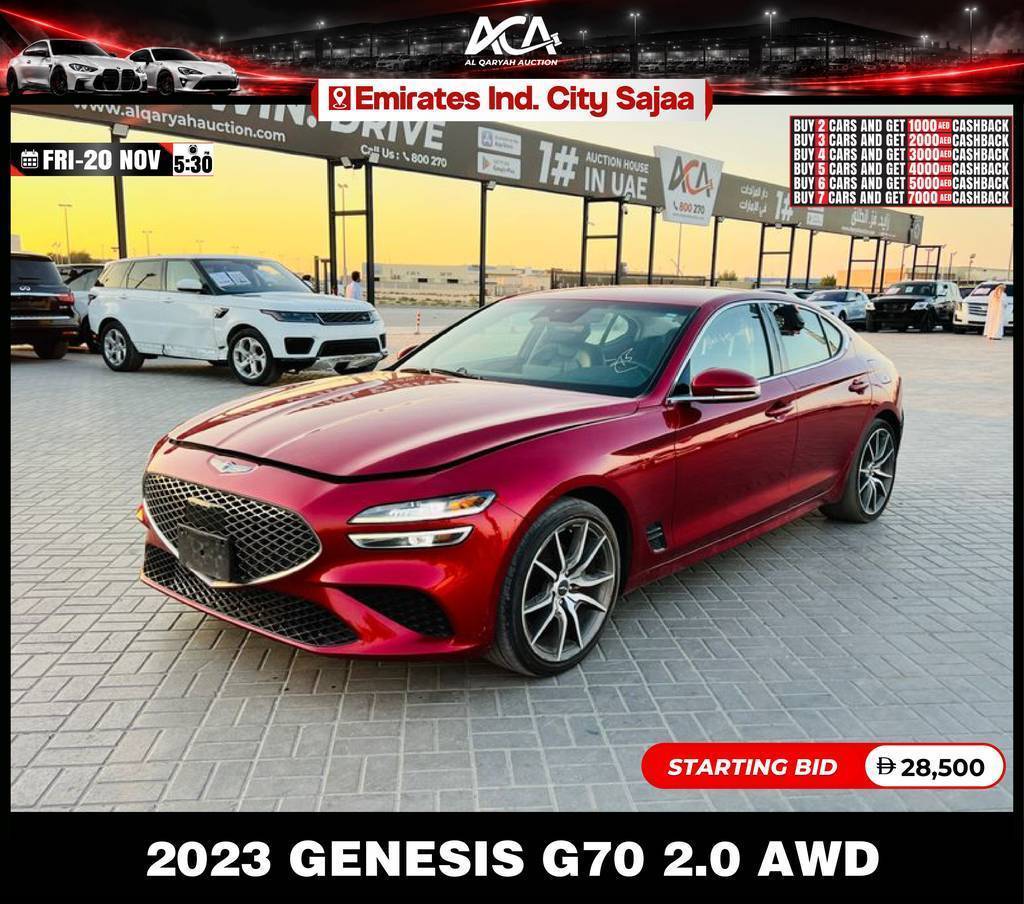 ACA
AL QARYAH AUCTION
Emirates Ind. City Sajaa
www.alqaryahauction.com
WIN. DRIVE
Call Us : 800 270
1# AUCTION HOUSE
IN UAE
ACA
800 270
1#
FRI-20 NOV 5:30
BUY 2 CARS AND GET 1000 AED CASHBACK
BUY 3 CARS AND GET 2000 AED CASHBACK
BUY 4 CARS AND GET 3000 AED CASHBACK
BUY 5 CARS AND GET 4000 AED CASHBACK
BUY 6 CARS AND GET 5000 AED CASHBACK
BUY 7 CARS AND GET 7000 AED CASHBACK
STARTING BID 28,500
2023 GENESIS G70 2.0 AWD